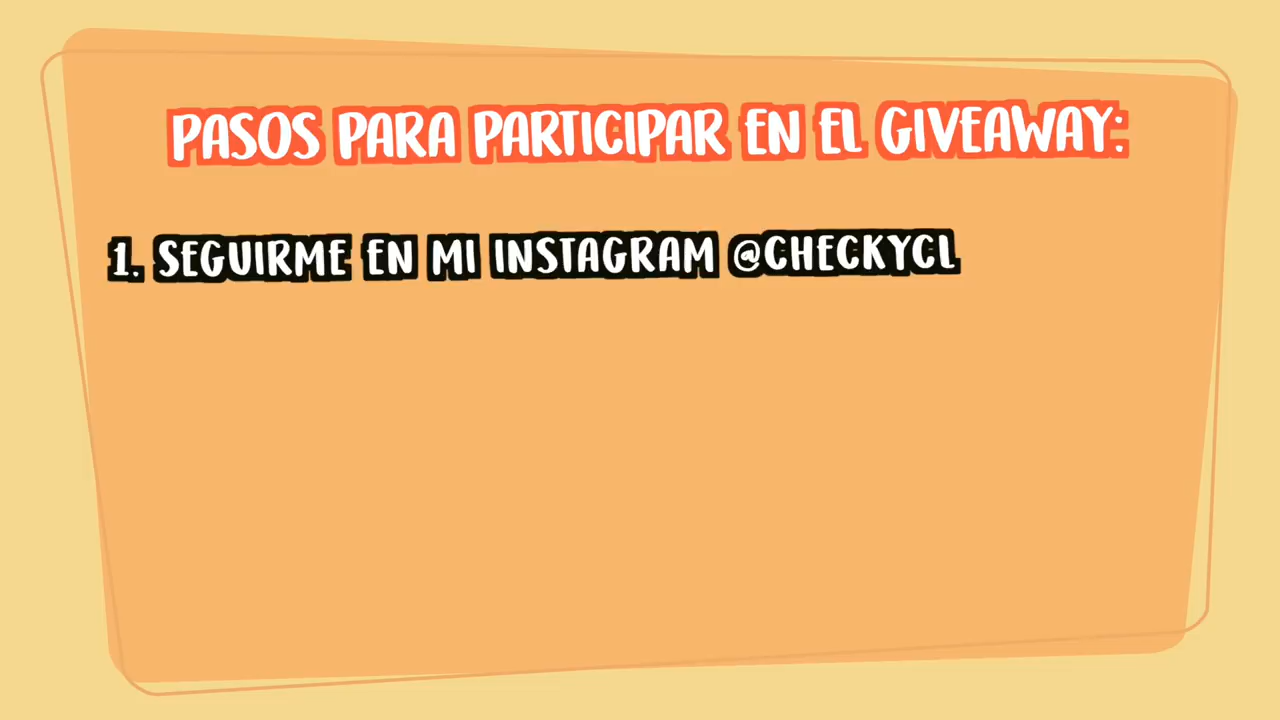 PASOS PARA PARTICIPAR EN EL GIVEAWAY:
1. SEGUIRME EN MI INSTAGRAM @CHECKYCL